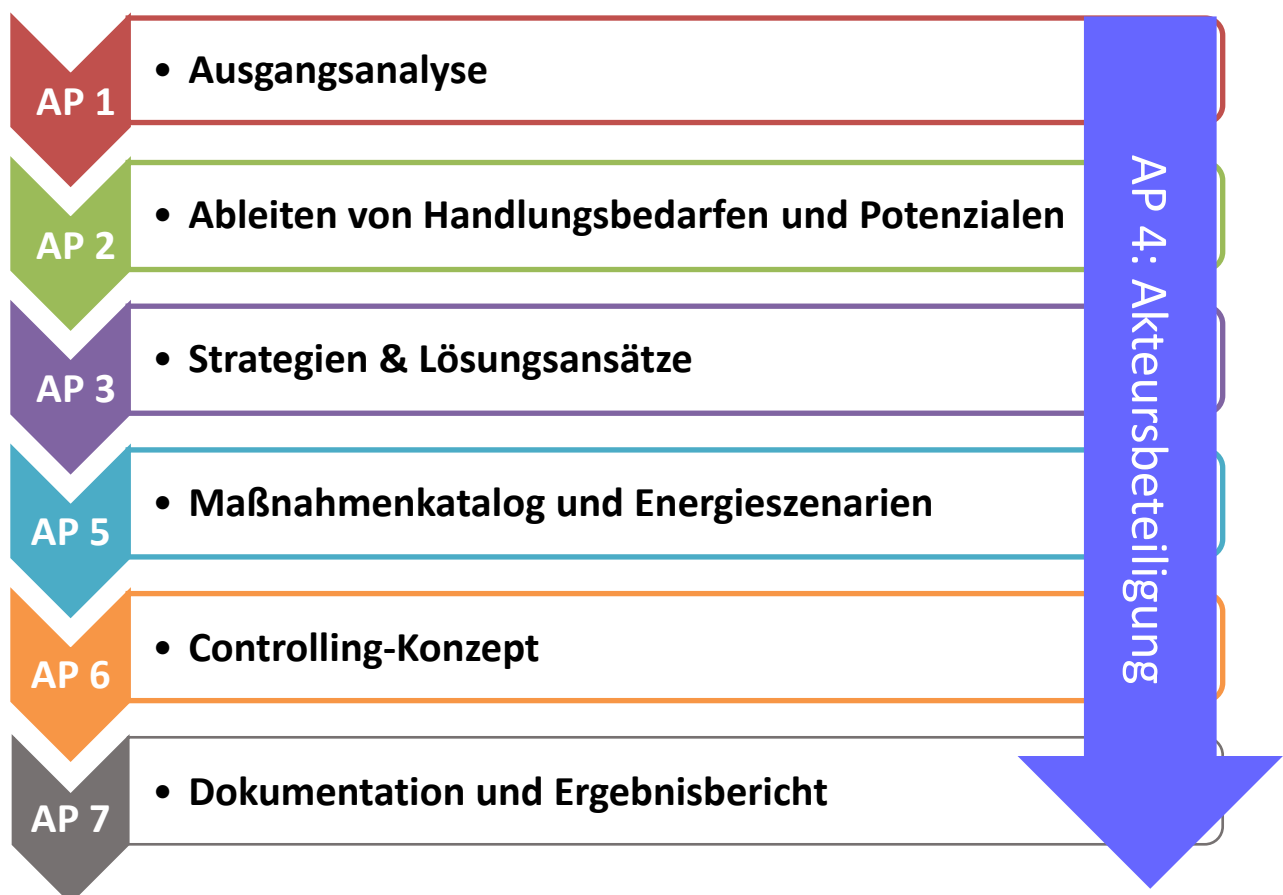 AP 1
• Ausgangsanalyse
AP 2
• Ableiten von Handlungsbedarfen und Potenzialen
AP 3
• Strategien & Lösungsansätze
AP 5
• Maßnahmenkatalog und Energieszenarien
AP 6
• Controlling-Konzept
AP 7
• Dokumentation und Ergebnisbericht
AP 4: Akteursbeteiligung